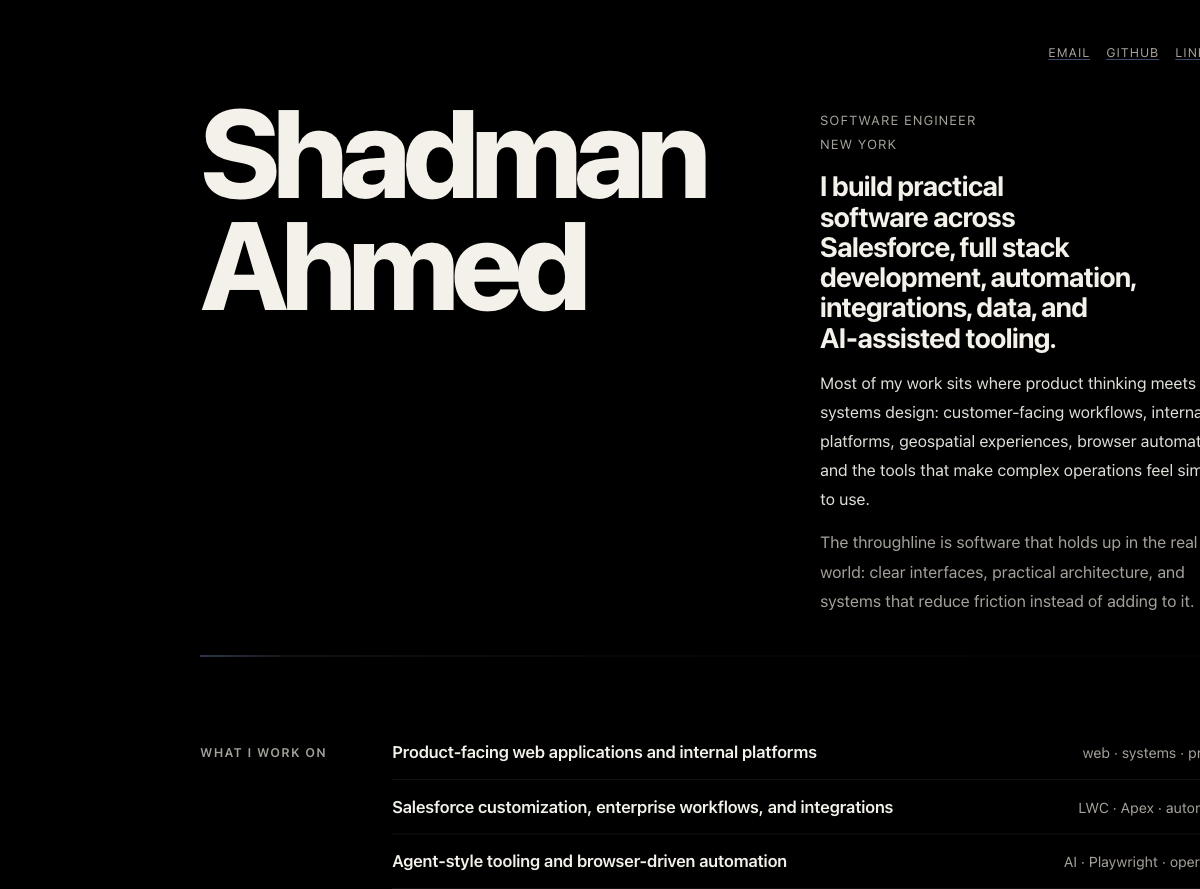 EMAIL GITHUB
Shadman
Ahmed
SOFTWARE ENGINEER
NEW YORK
I build practical
software across
Salesforce, full stack
development, automation,
integrations, data, and
AI-assisted tooling.
Most of my work sits where product thinking meets
systems design: customer-facing workflows,
platforms, geospatial experiences, browser
and the tools that make complex operations feel
to use.
The throughline is software that holds up in the real
world: clear interfaces, practical architecture, and
systems that reduce friction instead of adding to it.
WHAT I WORK ON
Product-facing web applications and internal platforms
web · systems ·
Salesforce customization, enterprise workflows, and integrations
LWC · Apex ·
Agent-style tooling and browser-driven automation
AI · Playwright ·